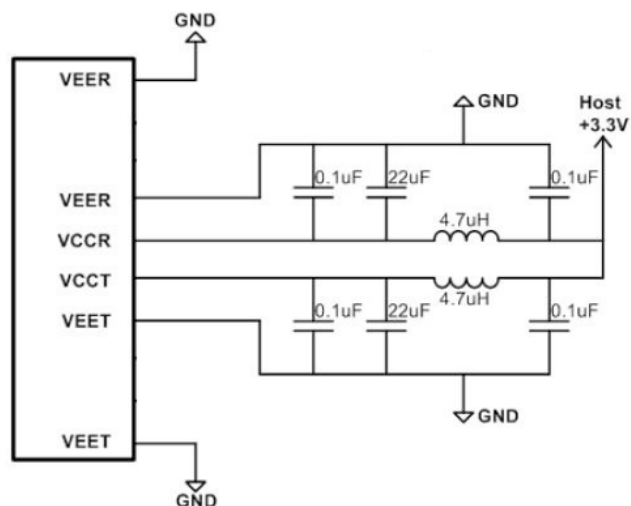 GND
VEER
GND
Host
+3.3V
0.1uF
22uF
0.1uF
VEER
4.7uH
VCCR
VCCT
4.7uH
VEET
0.1uF
22uF
0.1uF
GND
VEET
GND